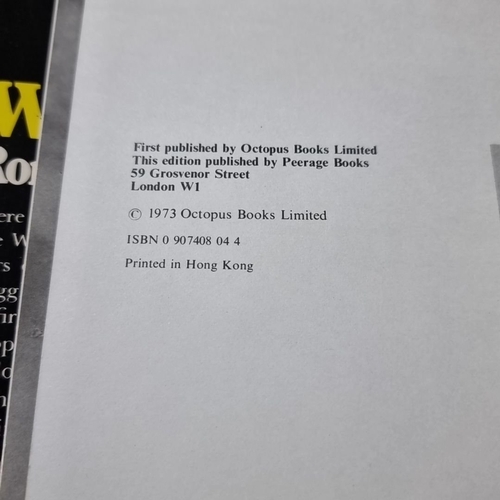 W
First published by Octopus Books Limited
This edition published by Peerage Books
59 Grosvenor Street
London W1
© 1973 Octopus Books Limited
ISBN 0 907408 04 4
Printed in Hong Kong